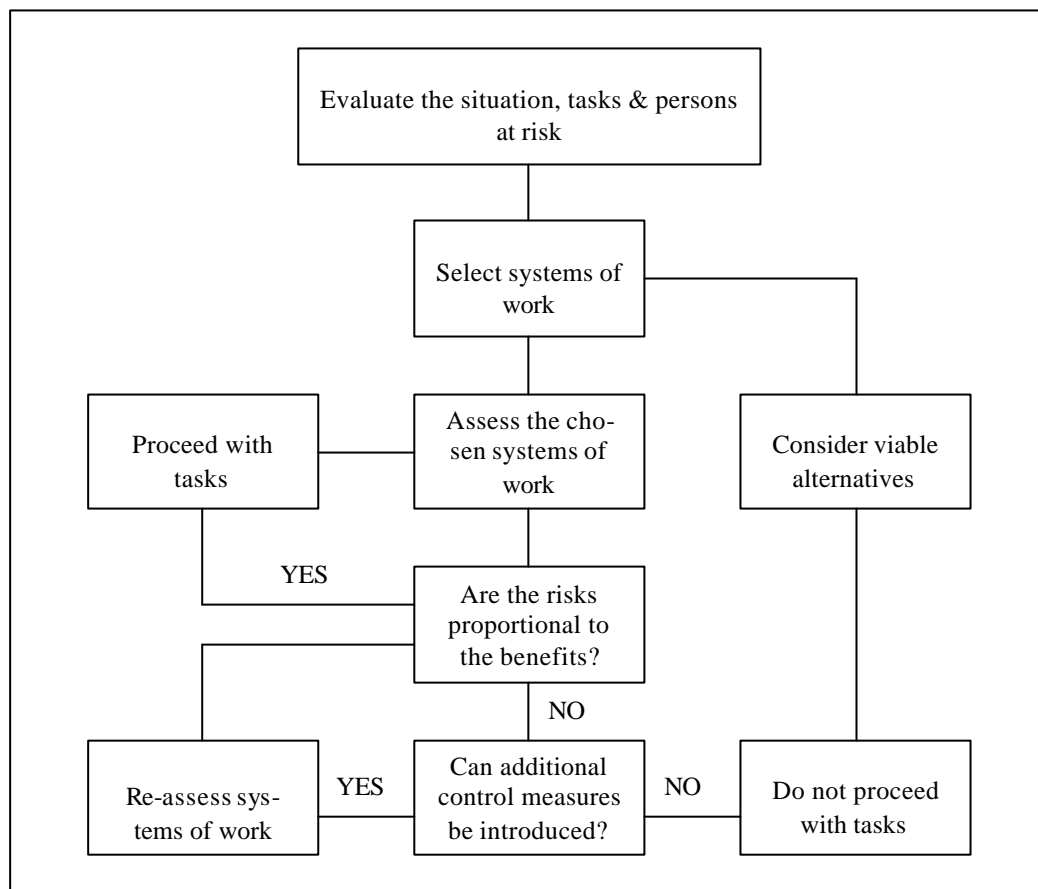 Evaluate the situation, tasks & persons
at risk
Select systems of
work
Proceed with
tasks
Assess the cho-
sen systems of
work
Consider viable
alternatives
YES
Are the risks
proportional to
the benefits?
NO
Re-assess sys-
tems of work
YES
Can additional
control measures
be introduced?
NO
Do not proceed
with tasks